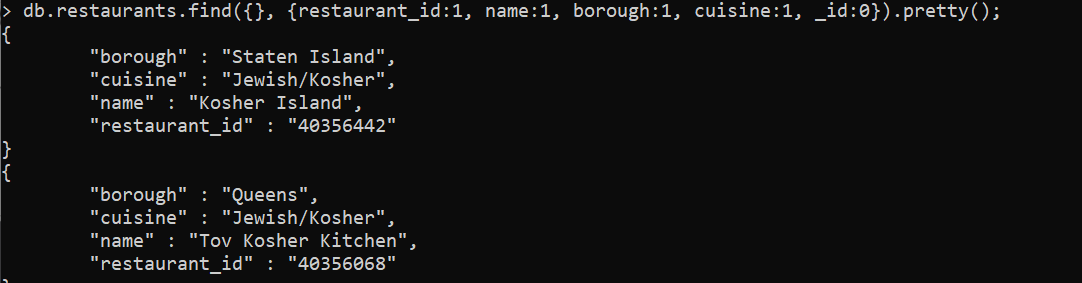 > db.restaurants.find({}, {restaurant_id:1, name:1, borough:1, cuisine:1, _id:0}).pretty();
{
        "borough" : "Staten Island",
        "cuisine" : "Jewish/Kosher",
        "name" : "Kosher Island",
        "restaurant_id" : "40356442"
}
{
        "borough" : "Queens",
        "cuisine" : "Jewish/Kosher",
        "name" : "Tov Kosher Kitchen",
        "restaurant_id" : "40356068"
}